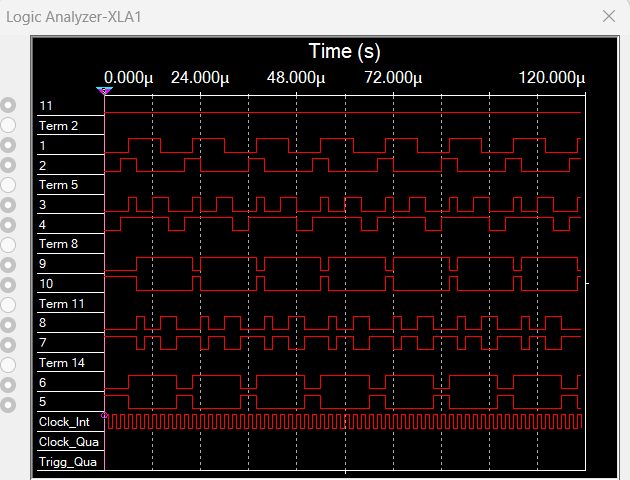 Logic Analyzer-XLA1
Time (s)
0.000μ 24.000μ 48.000μ 72.000μ 120.000μ
11
Term 2
1
2
Term 5
3
4
Term 8
9
10
Term 11
8
7
Term 14
6
5
Clock_Int
Clock_Qua
Trigg_Qua